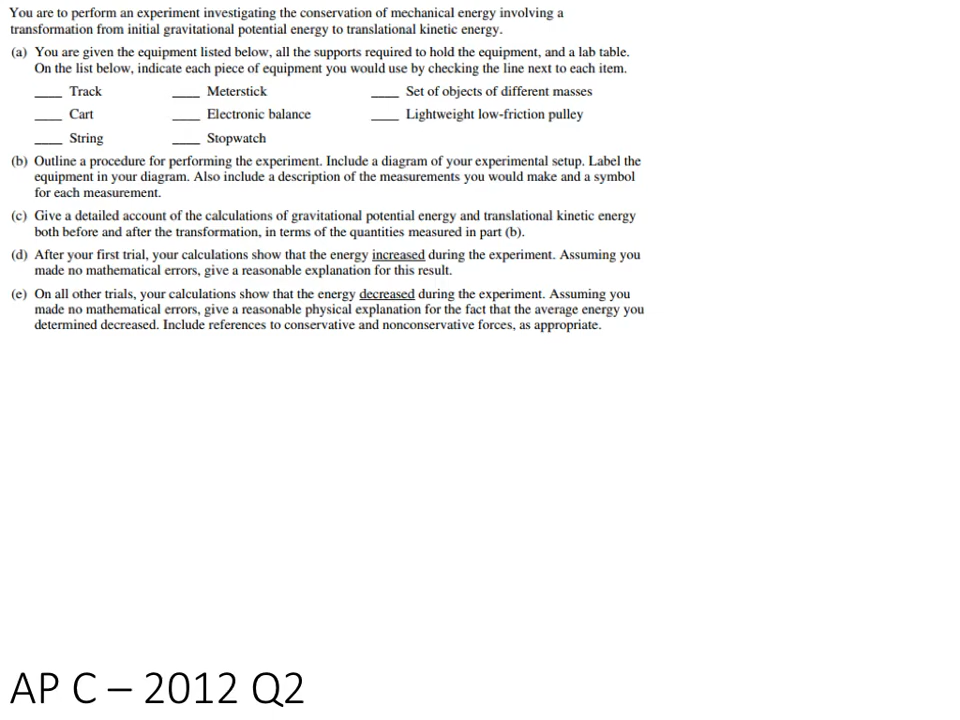 You are to perform an experiment investigating the conservation of mechanical energy involving a
transformation from initial gravitational potential energy to translational kinetic energy.
(a) You are given the equipment listed below, all the supports required to hold the equipment, and a lab table.
On the list below, indicate each piece of equipment you would use by checking the line next to each item.
____ Track ____ Meterstick ____ Set of objects of different masses
____ Cart ____ Electronic balance ____ Lightweight low-friction pulley
____ String ____ Stopwatch
(b) Outline a procedure for performing the experiment. Include a diagram of your experimental setup. Label the
equipment in your diagram. Also include a description of the measurements you would make and a symbol
for each measurement.
(c) Give a detailed account of the calculations of gravitational potential energy and translational kinetic energy
both before and after the transformation, in terms of the quantities measured in part (b).
(d) After your first trial, your calculations show that the energy increased during the experiment. Assuming you
made no mathematical errors, give a reasonable explanation for this result.
(e) On all other trials, your calculations show that the energy decreased during the experiment. Assuming you
made no mathematical errors, give a reasonable physical explanation for the fact that the average energy you
determined decreased. Include references to conservative and nonconservative forces, as appropriate.
AP C – 2012 Q2